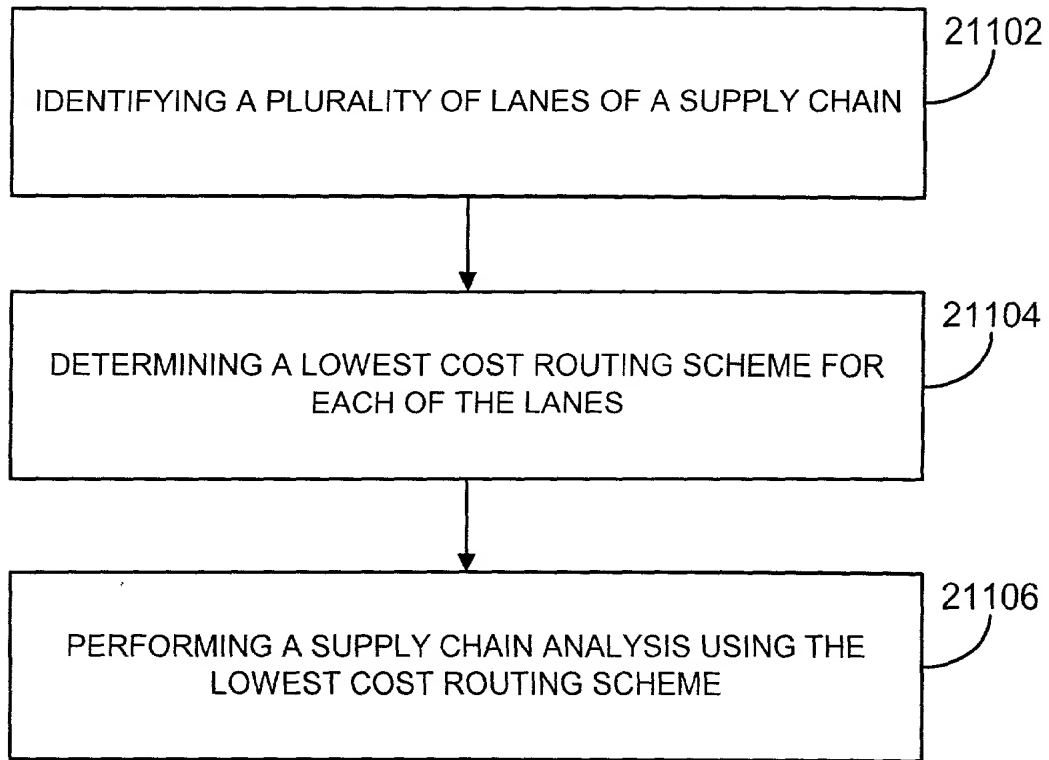 21102
IDENTIFYING A PLURALITY OF LANES OF A SUPPLY CHAIN
21104
DETERMINING A LOWEST COST ROUTING SCHEME FOR
EACH OF THE LANES
21106
PERFORMING A SUPPLY CHAIN ANALYSIS USING THE
LOWEST COST ROUTING SCHEME